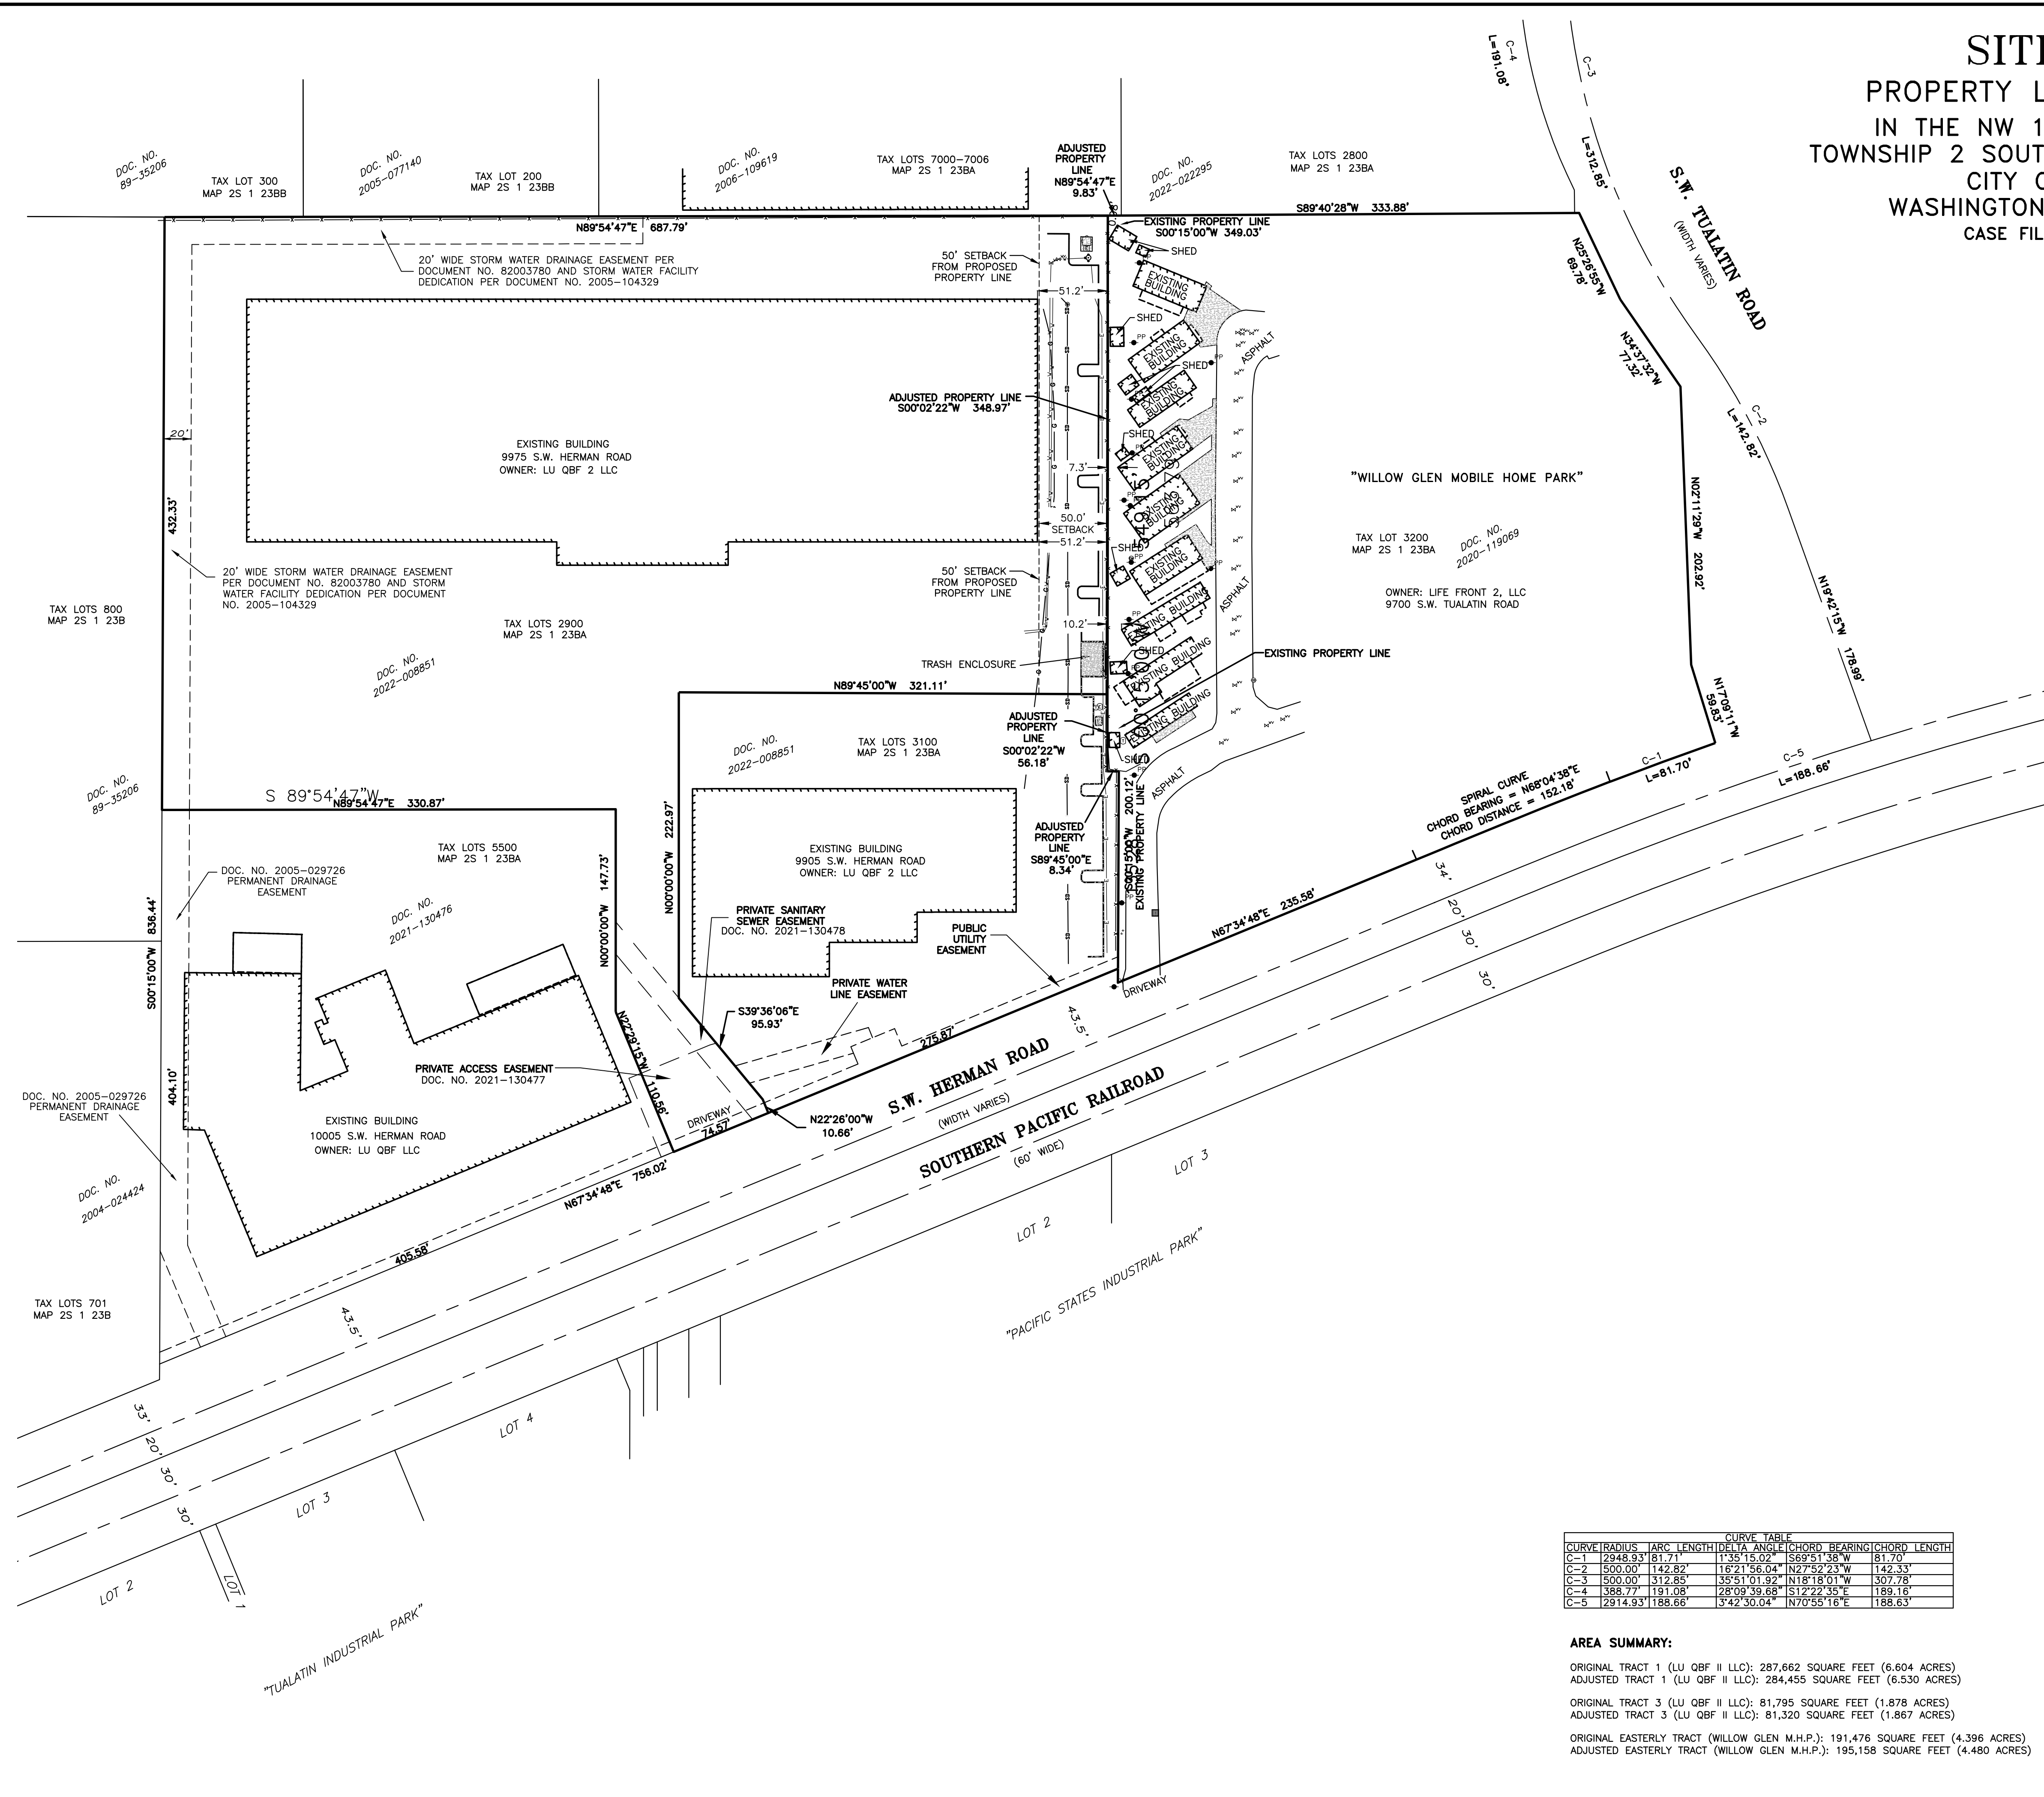 SIT
PROPERTY L
IN THE NW 1
TOWNSHIP 2 SOUT
CITY
WASHINGTON
CASE FIL
C-4
L=191.08'
C-3
L=312.85'
S.W. TUALATIN ROAD
(WIDTH VARIES)
DOC. NO.
89-35206
TAX LOT 300
MAP 2S 1 23BB
DOC. NO.
2005-077140
TAX LOT 200
MAP 2S 1 23BB
DOC. NO.
2006-109619
TAX LOTS 7000-7006
MAP 2S 1 23BA
ADJUSTED
PROPERTY
LINE
N89°54'47"E
9.83'
DOC. NO.
2022-022295
TAX LOTS 2800
MAP 2S 1 23BA
S89°40'28"W 333.88'
N89°54'47"E 687.79'
EXISTING PROPERTY LINE
S00°15'00"W 349.03'
20' WIDE STORM WATER DRAINAGE EASEMENT PER
DOCUMENT NO. 82003780 AND STORM WATER FACILITY
DEDICATION PER DOCUMENT NO. 2005-104329
50' SETBACK
FROM PROPOSED
PROPERTY LINE
SHED
EXISTING
BUILDING
51.2'
SHED
EXISTING
BUILDING
ASPHALT
SHED
EXISTING
BUILDING
N25°26'55"W
69.78'
N34°37'32"W
77.32'
C-2
L=142.82'
ADJUSTED PROPERTY LINE
S00°02'22"W 348.97'
20'
EXISTING BUILDING
9975 S.W. HERMAN ROAD
OWNER: LU QBF 2 LLC
SHED
EXISTING
BUILDING
7.3'
EXISTING
BUILDING
"WILLOW GLEN MOBILE HOME PARK"
432.33'
50.0'
SETBACK
51.2'
SHED
EXISTING
BUILDING
TAX LOT 3200
MAP 2S 1 23BA
DOC. NO.
2020-119069
N02°11'29"W 202.92'
20' WIDE STORM WATER DRAINAGE EASEMENT
PER DOCUMENT NO. 82003780 AND STORM
WATER FACILITY DEDICATION PER DOCUMENT
NO. 2005-104329
50' SETBACK
FROM PROPOSED
PROPERTY LINE
OWNER: LIFE FRONT 2, LLC
9700 S.W. TUALATIN ROAD
N19°42'15"W 178.99'
TAX LOTS 800
MAP 2S 1 23B
TAX LOTS 2900
MAP 2S 1 23BA
10.2'
EXISTING BUILDING
ASPHALT
DOC. NO.
2022-008851
TRASH ENCLOSURE
SHED
EXISTING BUILDING
EXISTING PROPERTY LINE
N89°45'00"W 321.11'
EXISTING BUILDING
N17°09'11"W
59.83'
ADJUSTED
PROPERTY
LINE
S00°02'22"W
56.18'
DOC. NO.
2022-008851
TAX LOTS 3100
MAP 2S 1 23BA
SHED
ASPHALT
C-1
L=81.70'
C-5
L=188.66'
DOC. NO.
89-35206
S 89°54'47"W
N89°54'47"E 330.87'
SPIRAL CURVE
CHORD BEARING = N68°04'38"E
CHORD DISTANCE = 152.18'
N00°00'00"W 222.97'
S00°15'00"W 200.12'
EXISTING PROPERTY LINE
TAX LOTS 5500
MAP 2S 1 23BA
EXISTING BUILDING
9905 S.W. HERMAN ROAD
OWNER: LU QBF 2 LLC
ADJUSTED
PROPERTY
LINE
S89°45'00"E
8.34'
DOC. NO. 2005-029726
PERMANENT DRAINAGE
EASEMENT
N00°00'00"W 147.73'
34'
20'
30'
30'
N67°34'48"E 235.58'
S00°15'00"W 836.44'
DOC. NO.
2021-130476
PRIVATE SANITARY
SEWER EASEMENT
DOC. NO. 2021-130478
PUBLIC
UTILITY
EASEMENT
PRIVATE WATER
LINE EASEMENT
DRIVEWAY
S39°36'06"E
95.93'
43.5'
275.87'
N22°29'15"W 110.56'
PRIVATE ACCESS EASEMENT
DOC. NO. 2021-130477
404.10'
DOC. NO. 2005-029726
PERMANENT DRAINAGE
EASEMENT
EXISTING BUILDING
10005 S.W. HERMAN ROAD
OWNER: LU QBF LLC
DRIVEWAY
74.57'
N22°26'00"W
10.66'
S.W. HERMAN ROAD
(WIDTH VARIES)
SOUTHERN PACIFIC RAILROAD
(60' WIDE)
LOT 3
DOC. NO.
2004-024424
N67°34'48"E 756.02'
405.58'
LOT 2
"PACIFIC STATES INDUSTRIAL PARK"
TAX LOTS 701
MAP 2S 1 23B
43.5'
33'
20'
30'
30'
LOT 4
LOT 3
LOT 2
LOT 1
"TUALATIN INDUSTRIAL PARK"
CURVE TABLE
CURVE RADIUS ARC LENGTH DELTA ANGLE CHORD BEARING CHORD LENGTH
C-1 2948.93' 81.71' 1°35'15.02" S69°51'38"W 81.70'
C-2 500.00' 142.82' 16°21'56.04" N27°52'23"W 142.33'
C-3 500.00' 312.85' 35°51'01.92" N18°18'01"W 307.78'
C-4 388.77' 191.08' 28°09'39.68" S12°22'35"E 189.16'
C-5 2914.93' 188.66' 3°42'30.04" N70°55'16"E 188.63'
AREA SUMMARY:
ORIGINAL TRACT 1 (LU QBF II LLC): 287,662 SQUARE FEET (6.604 ACRES)
ADJUSTED TRACT 1 (LU QBF II LLC): 284,455 SQUARE FEET (6.530 ACRES)
ORIGINAL TRACT 3 (LU QBF II LLC): 81,795 SQUARE FEET (1.878 ACRES)
ADJUSTED TRACT 3 (LU QBF II LLC): 81,320 SQUARE FEET (1.867 ACRES)
ORIGINAL EASTERLY TRACT (WILLOW GLEN M.H.P.): 191,476 SQUARE FEET (4.396 ACRES)
ADJUSTED EASTERLY TRACT (WILLOW GLEN M.H.P.): 195,158 SQUARE FEET (4.480 ACRES)